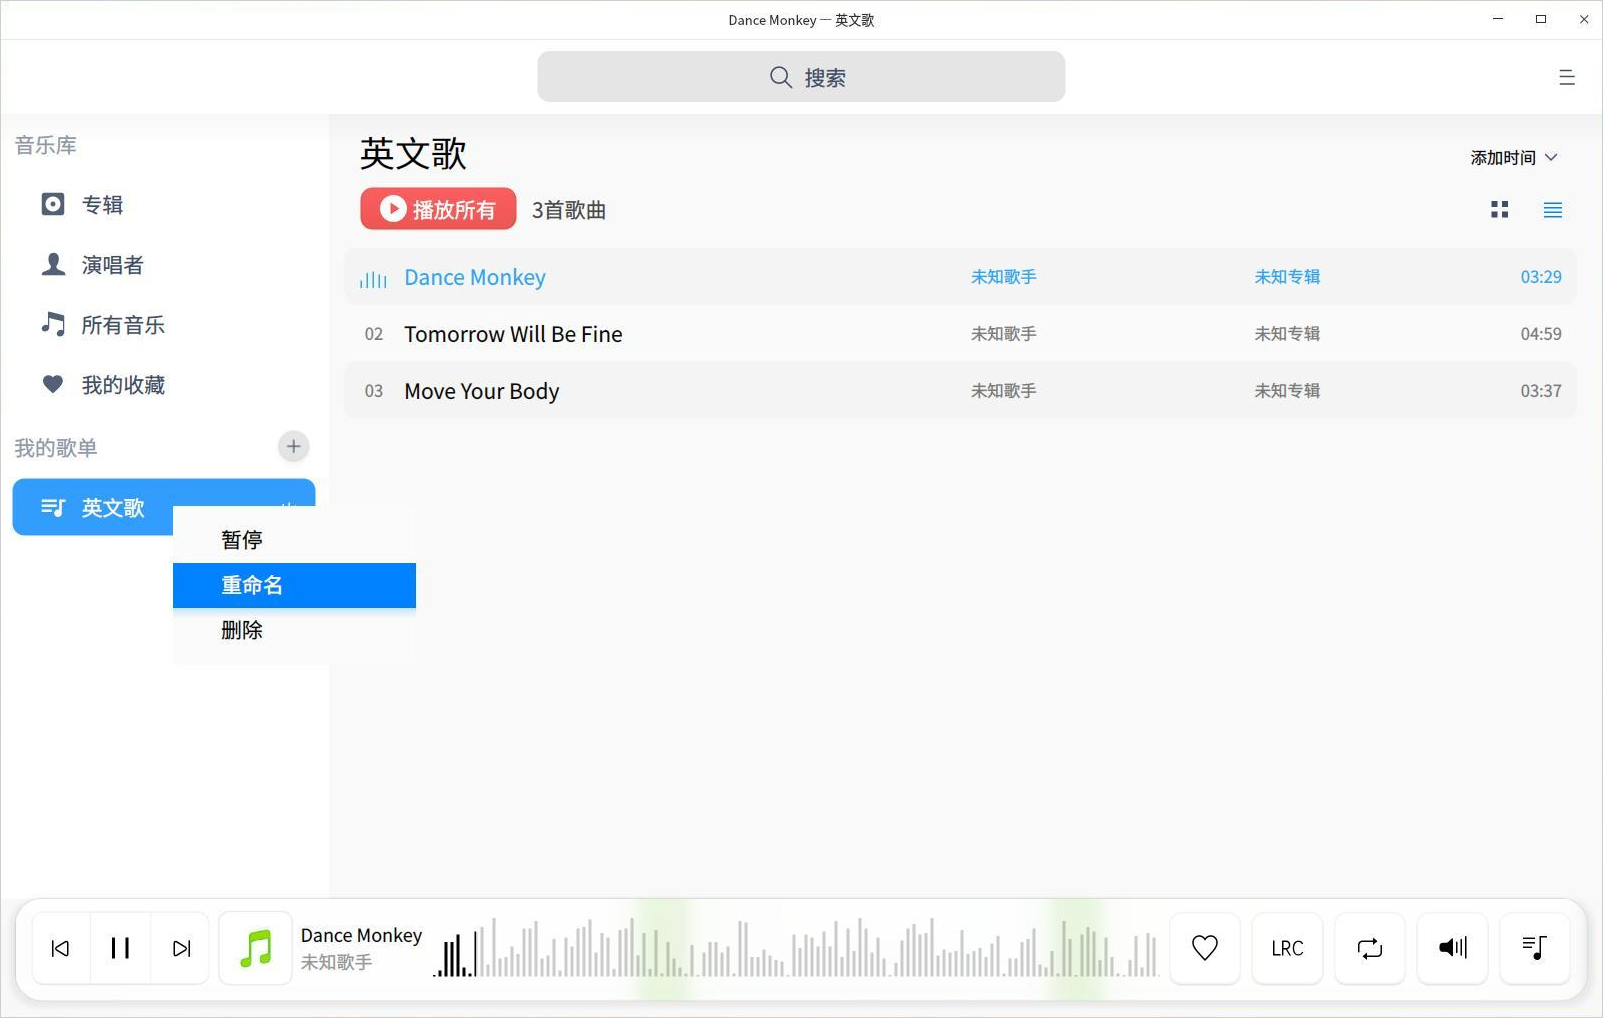 Dance Monkey — 英文歌
搜索
音乐库
专辑
演唱者
所有音乐
我的收藏
我的歌单
英文歌
暂停
重命名
删除
英文歌
添加时间
播放所有 3首歌曲
Dance Monkey 未知歌手 未知专辑 03:29
02 Tomorrow Will Be Fine 未知歌手 未知专辑 04:59
03 Move Your Body 未知歌手 未知专辑 03:37
Dance Monkey
未知歌手
LRC